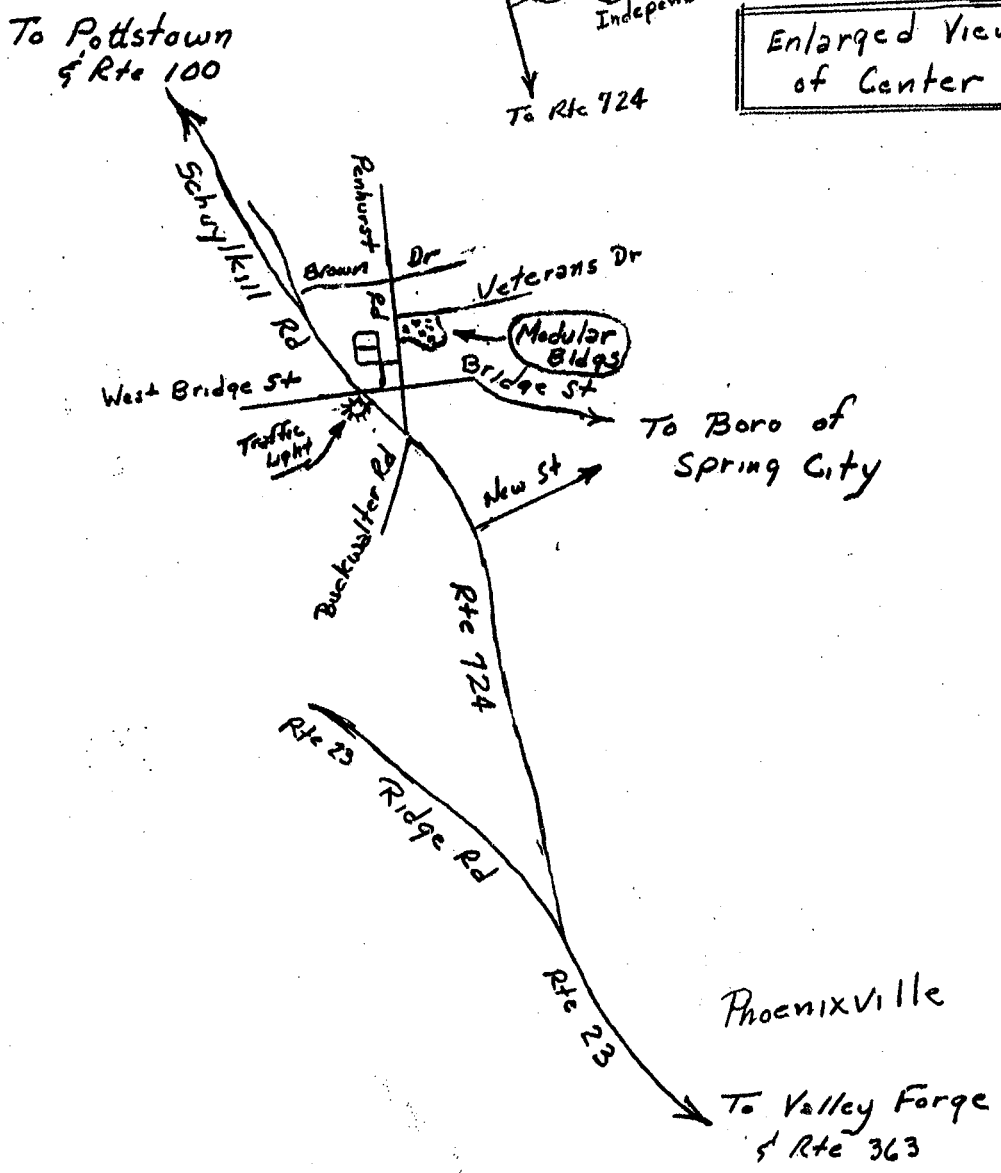 To Pottstown
& Rte 100
To Rte 724
Enlarged View
of Center
Schuylkill Rd
Penhurst Rd
Brown Dr
Veterans Dr
Modular
Bldgs
West Bridge St
Bridge St
Traffic
Light
To Boro of
Spring City
Buckwalter Rd
New St
Rte 724
Rte 23 Ridge Rd
Rte 23
Phoenixville
To Valley Forge
& Rte 363